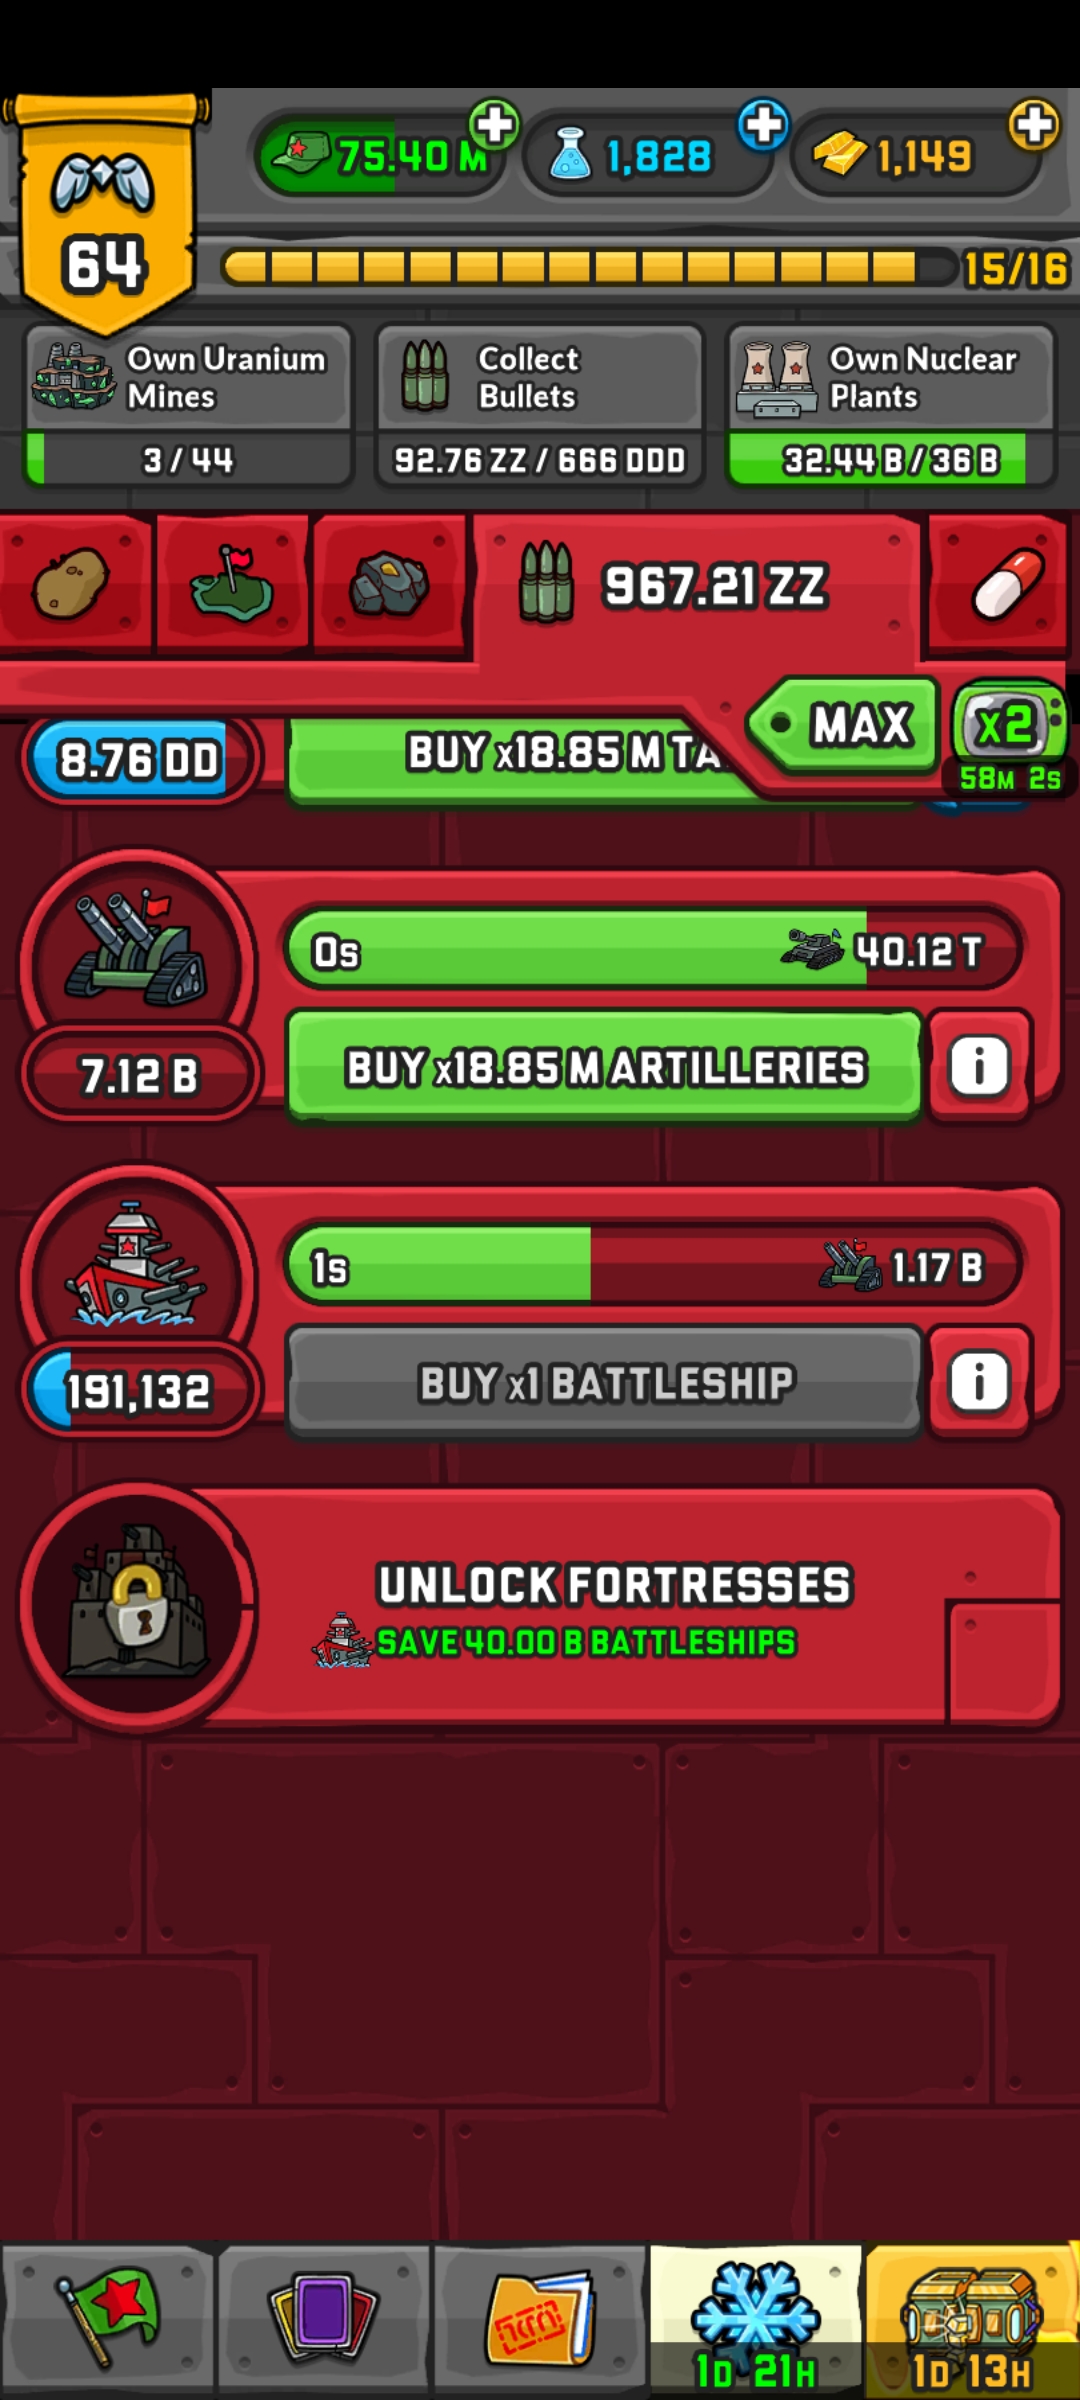 75.40 M
1,828
1,149
64
15/16
Own Uranium
Mines
3 / 44
Collect
Bullets
92.76 ZZ / 666 DDD
Own Nuclear
Plants
32.44 B / 36 B
967.21 ZZ
MAX
x2
58M 2S
8.76 DD
BUY x18.85 M TA
0s
40.12 T
7.12 B
BUY x18.85 M ARTILLERIES
i
1s
1.17 B
191,132
BUY x1 BATTLESHIP
i
UNLOCK FORTRESSES
SAVE 40.00 B BATTLESHIPS
1D 21H
1D 13H